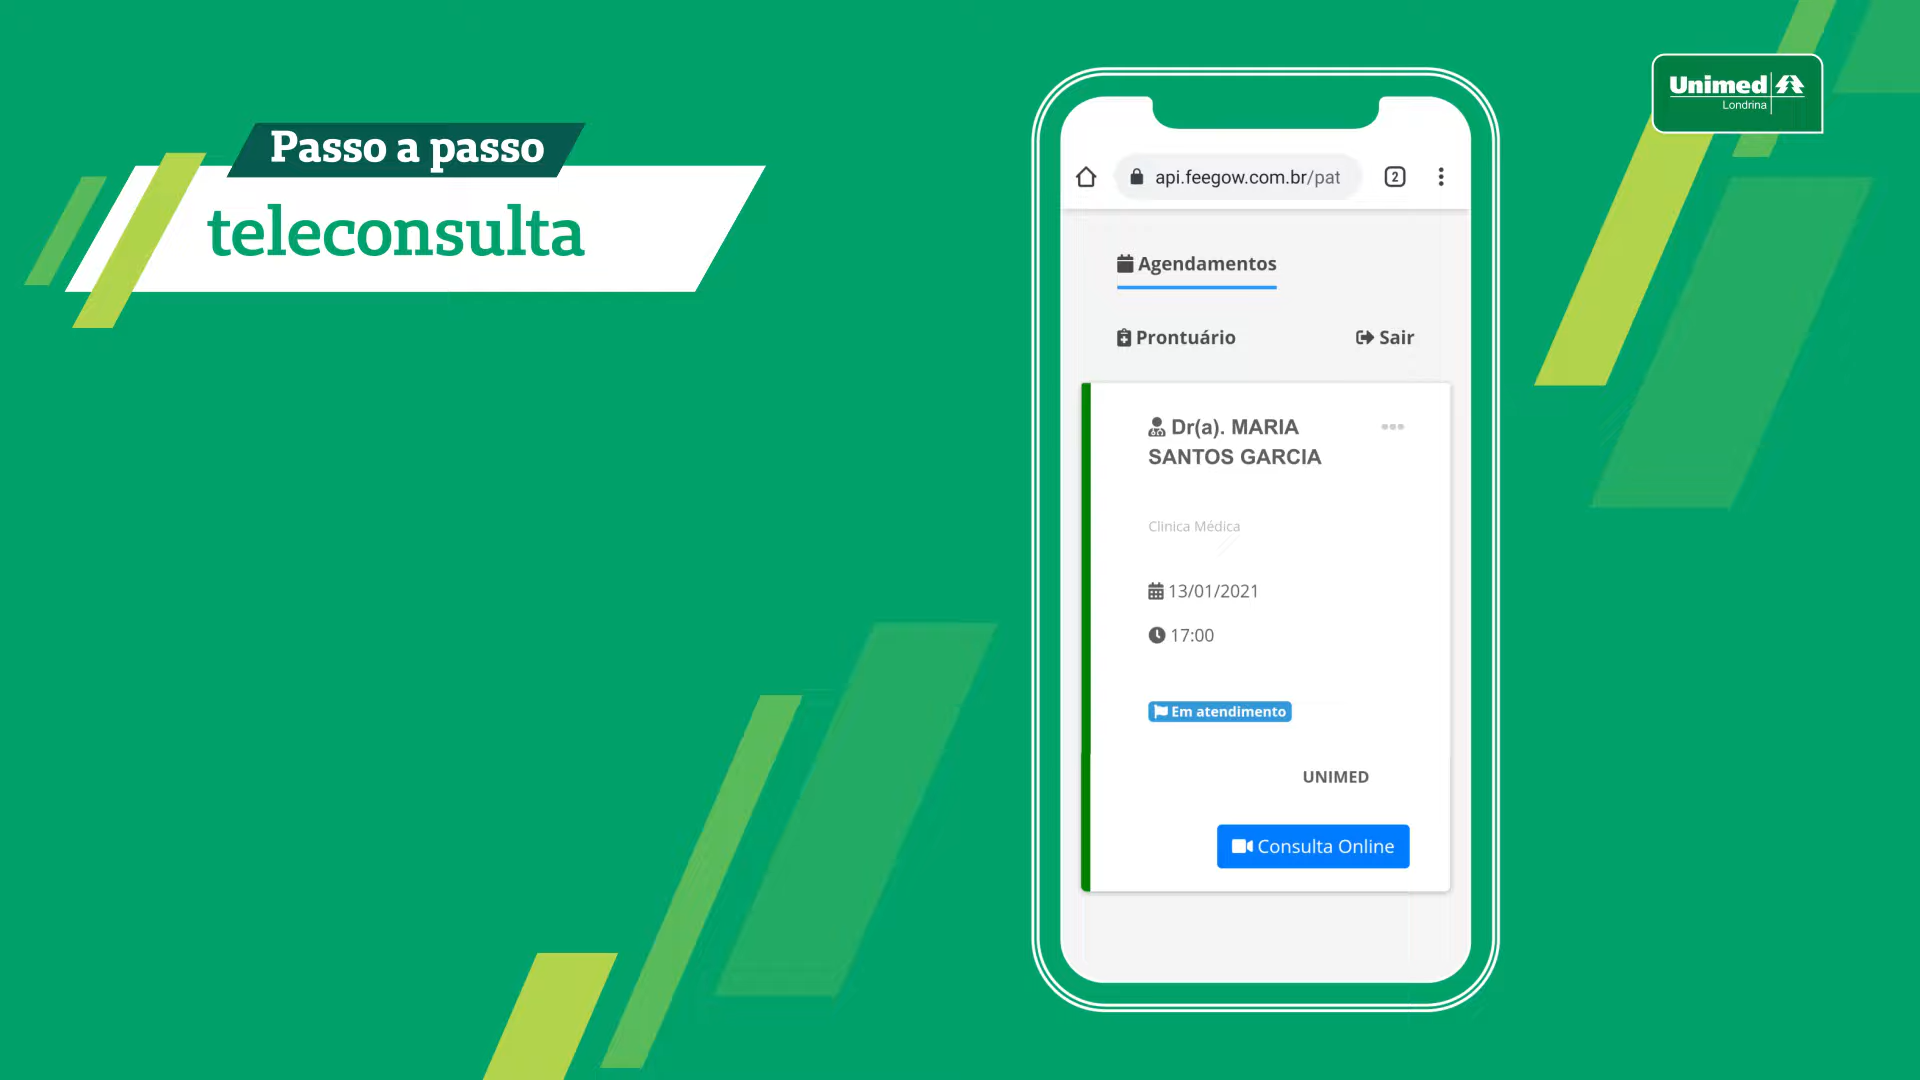 Passo a passo
teleconsulta
Unimed
Londrina
api.feegow.com.br/pat
2
Agendamentos
Prontuário
Sair
Dr(a). MARIA
SANTOS GARCIA
Clinica Médica
13/01/2021
17:00
Em atendimento
UNIMED
Consulta Online